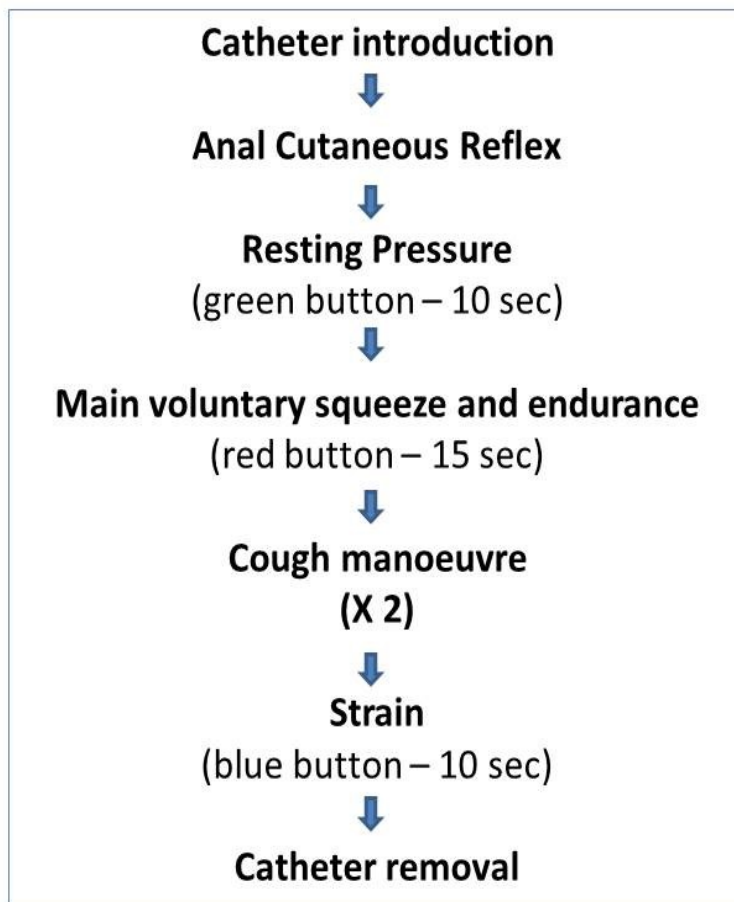 Catheter introduction
Anal Cutaneous Reflex
Resting Pressure
(green button – 10 sec)
Main voluntary squeeze and endurance
(red button – 15 sec)
Cough manoeuvre
(X 2)
Strain
(blue button – 10 sec)
Catheter removal